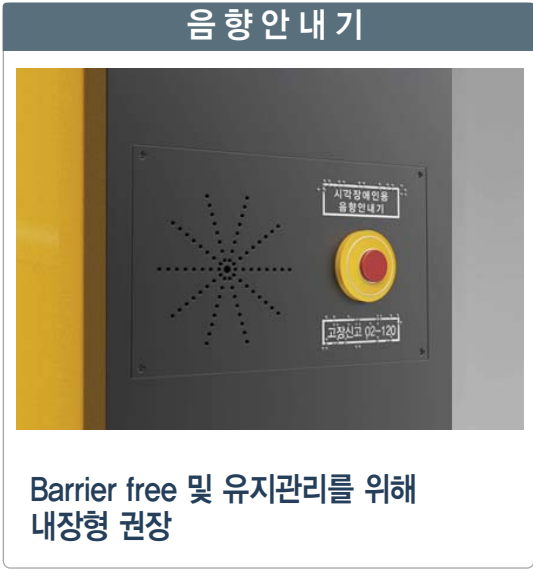 음향안내기
시각장애인용
음향안내기
고장신고 02-120
Barrier free 및 유지관리를 위해
내장형 권장